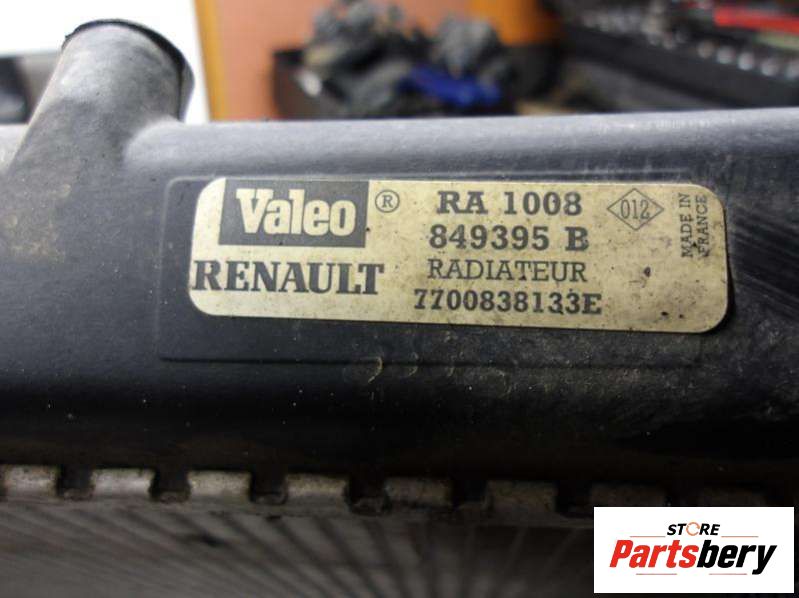 Valeo ® RA 1008 012
849395 B
RENAULT RADIATEUR
7700838133E
MADE IN
FRANCE
STORE
Partsbery